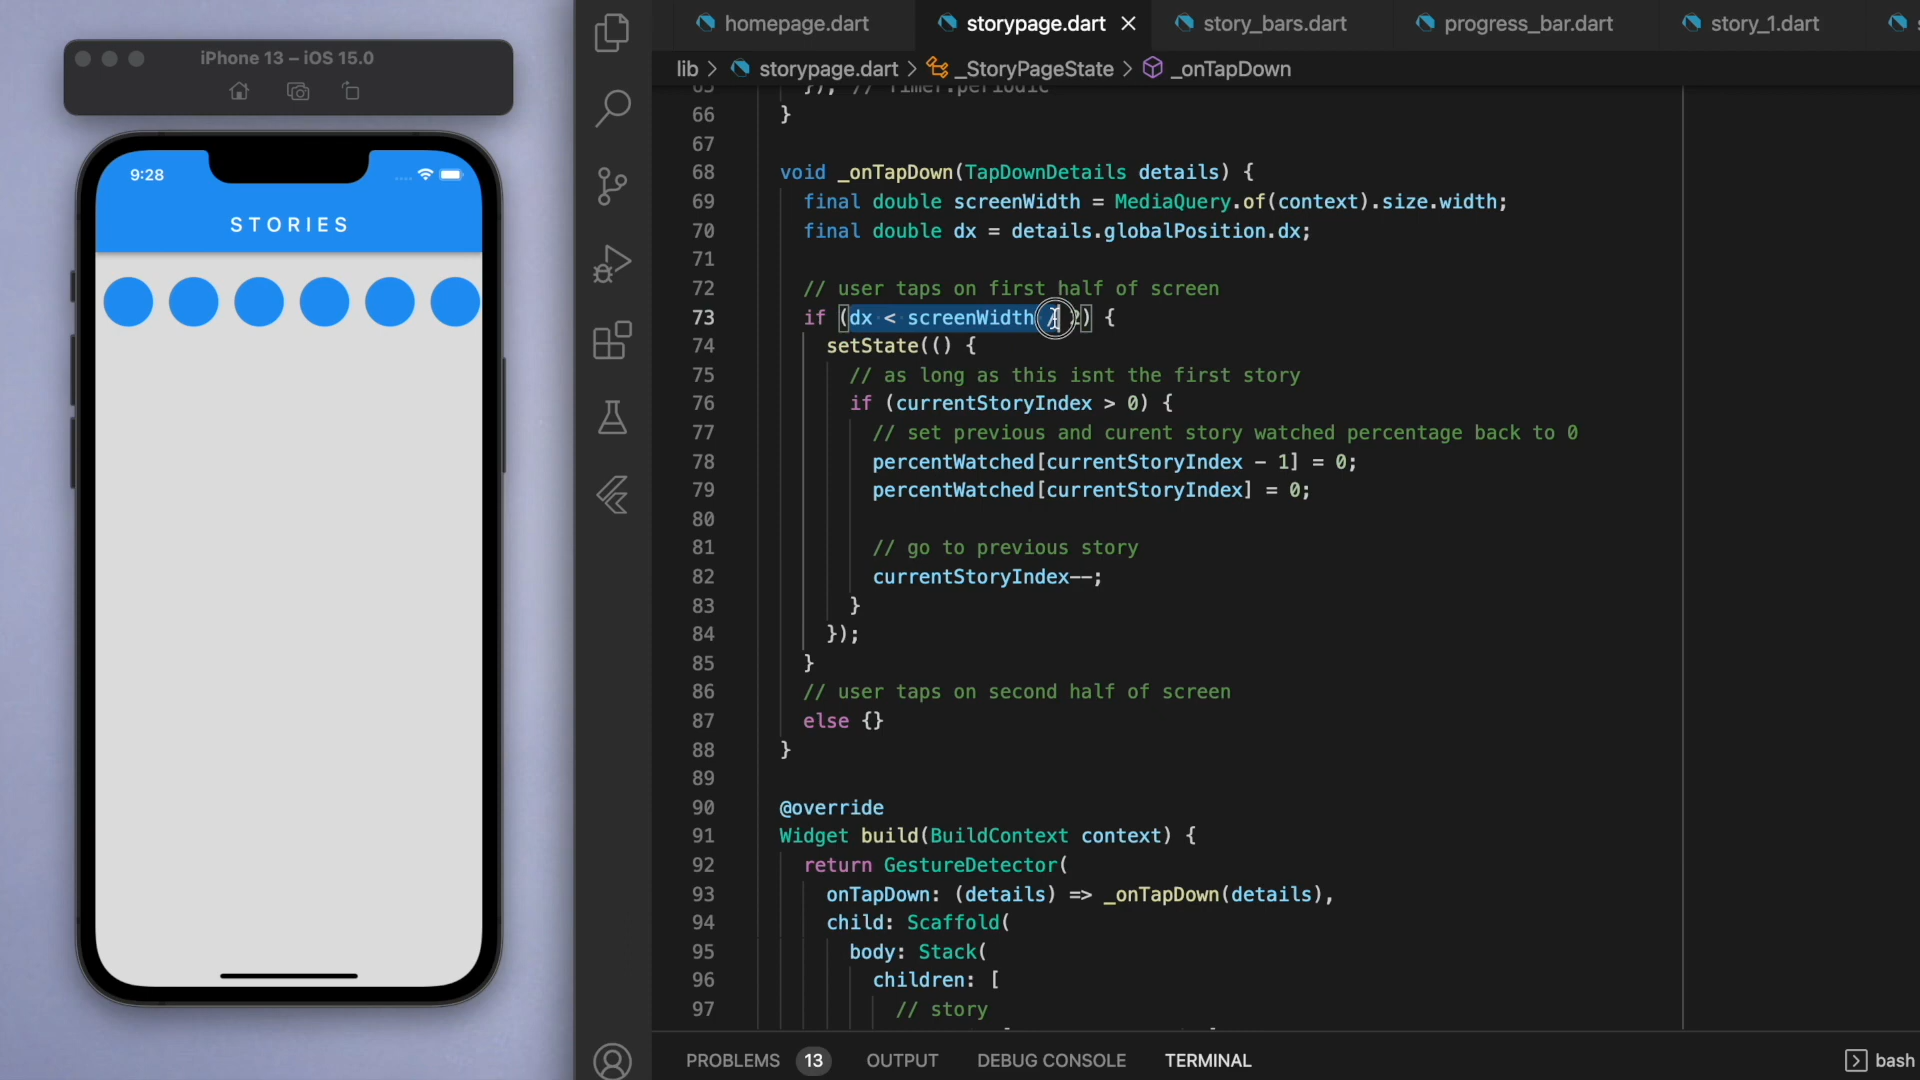 iPhone 13 – iOS 15.0
9:28
STORIES
homepage.dart
storypage.dart
story_bars.dart
progress_bar.dart
story_1.dart
lib > storypage.dart > _StoryPageState > _onTapDown
65 }); // Timer.periodic
66 }
67
68 void _onTapDown(TapDownDetails details) {
69 final double screenWidth = MediaQuery.of(context).size.width;
70 final double dx = details.globalPosition.dx;
71
72 // user taps on first half of screen
73 if (dx < screenWidth / 2) {
74 setState(() {
75 // as long as this isnt the first story
76 if (currentStoryIndex > 0) {
77 // set previous and curent story watched percentage back to 0
78 percentWatched[currentStoryIndex - 1] = 0;
79 percentWatched[currentStoryIndex] = 0;
80
81 // go to previous story
82 currentStoryIndex--;
83 }
84 });
85 }
86 // user taps on second half of screen
87 else {}
88 }
89
90 @override
91 Widget build(BuildContext context) {
92 return GestureDetector(
93 onTapDown: (details) => _onTapDown(details),
94 child: Scaffold(
95 body: Stack(
96 children: [
97 // story
PROBLEMS 13 OUTPUT DEBUG CONSOLE TERMINAL
bash